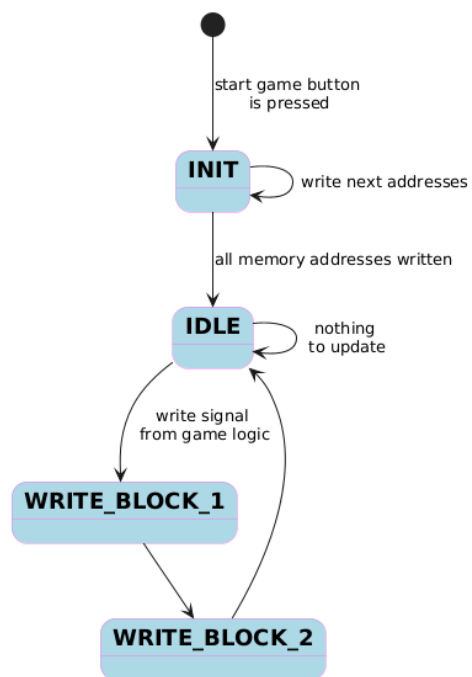 start game button
is pressed
INIT
write next addresses
all memory addresses written
IDLE
nothing
to update
write signal
from game logic
WRITE_BLOCK_1
WRITE_BLOCK_2